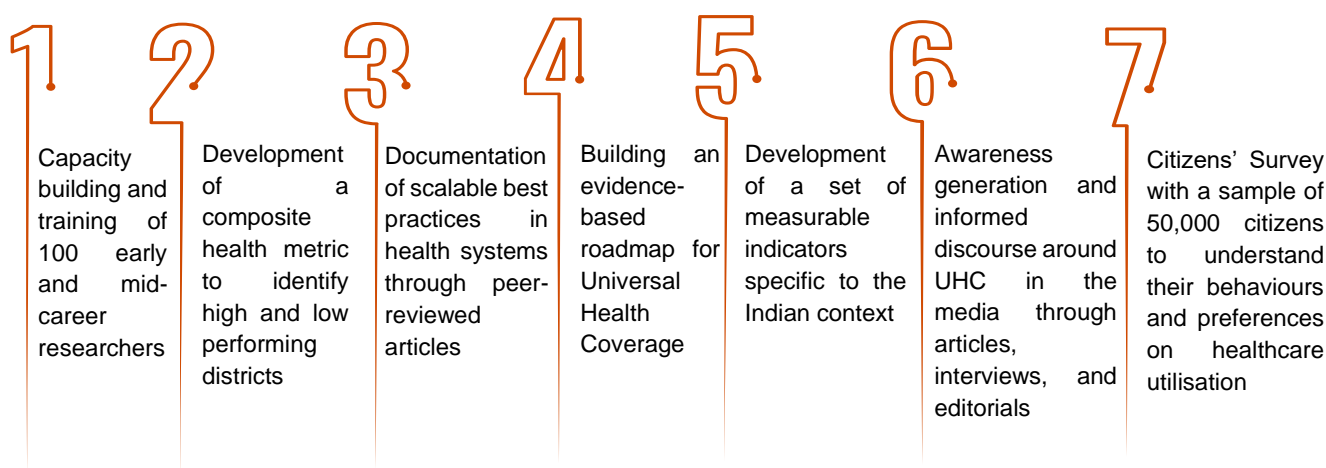 1
Capacity
building and
training of
100 early
and mid-
career
researchers
2
Development
of a
composite
health metric
to identify
high and low
performing
districts
3
Documentation
of scalable best
practices in
health systems
through peer-
reviewed
articles
4
Building an
evidence-
based
roadmap for
Universal
Health
Coverage
5
Development
of a set of
measurable
indicators
specific to the
Indian context
6
Awareness
generation and
informed
discourse around
UHC in the
media through
articles,
interviews, and
editorials
7
Citizens’ Survey
with a sample of
50,000 citizens
to understand
their behaviours
and preferences
on healthcare
utilisation